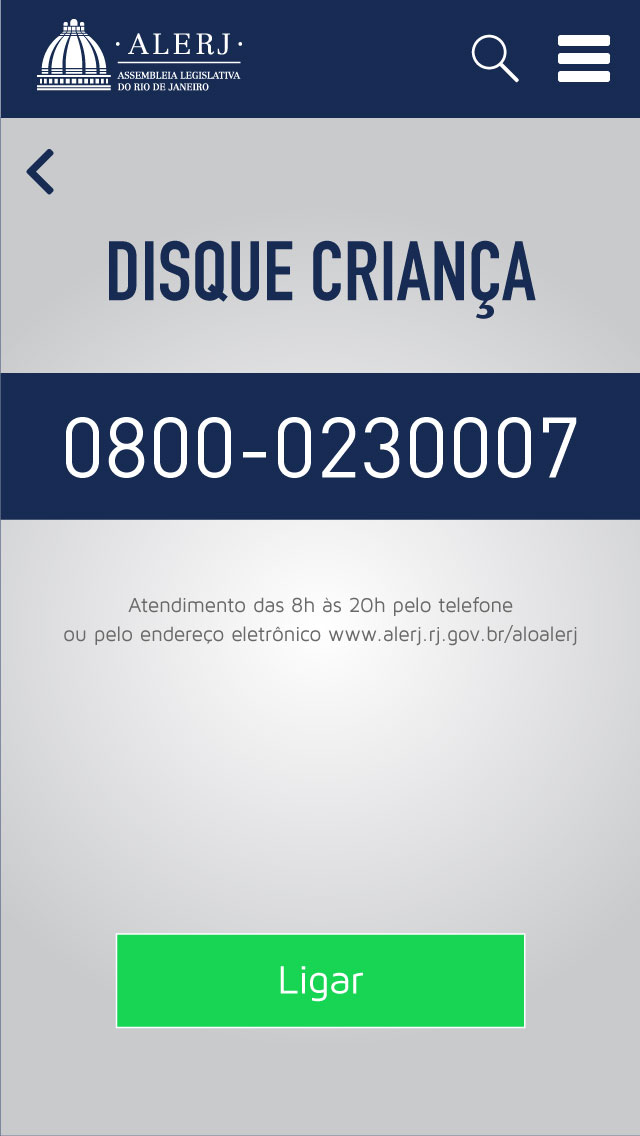 · ALERJ ·
ASSEMBLEIA LEGISLATIVA
DO RIO DE JANEIRO
DISQUE CRIANÇA
0800-0230007
Atendimento das 8h às 20h pelo telefone
ou pelo endereço eletrônico www.alerj.rj.gov.br/aloalerj
Ligar